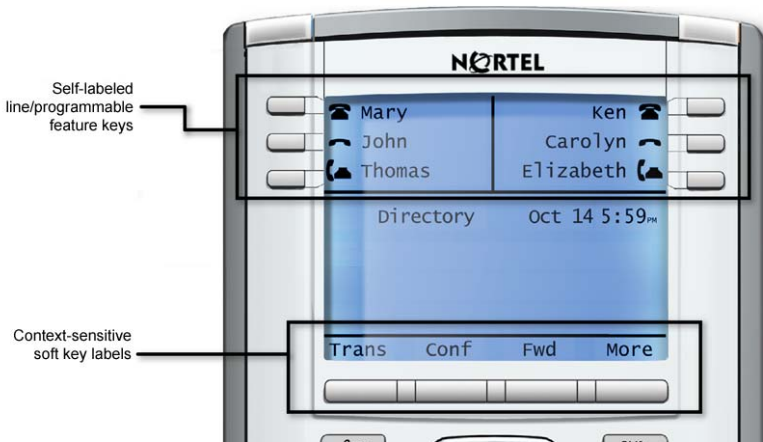 NORTEL
Self-labeled
line/programmable
feature keys
Mary
Ken
John
Carolyn
Thomas
Elizabeth
Directory
Oct 14 5:59PM
Context-sensitive
soft key labels
Trans Conf Fwd More